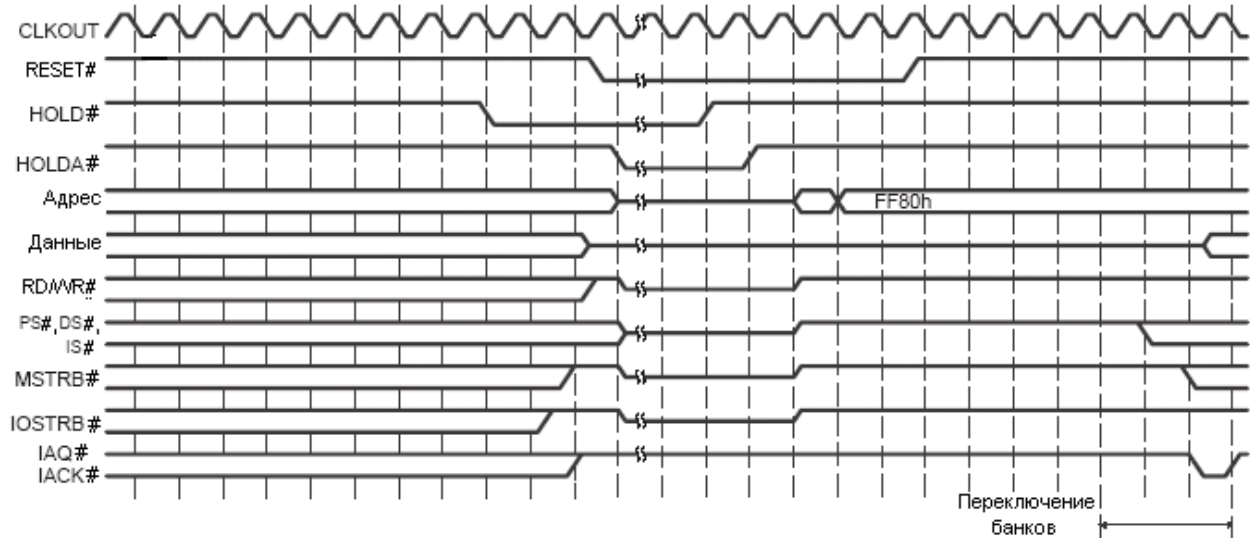 CLKOUT
RESET#
HOLD#
HOLDA#
Адрес
FF80h
Данные
RD/WR#
PS#,DS#,
IS#
MSTRB#
IOSTRB#
IAQ#
IACK#
Переключение
банков